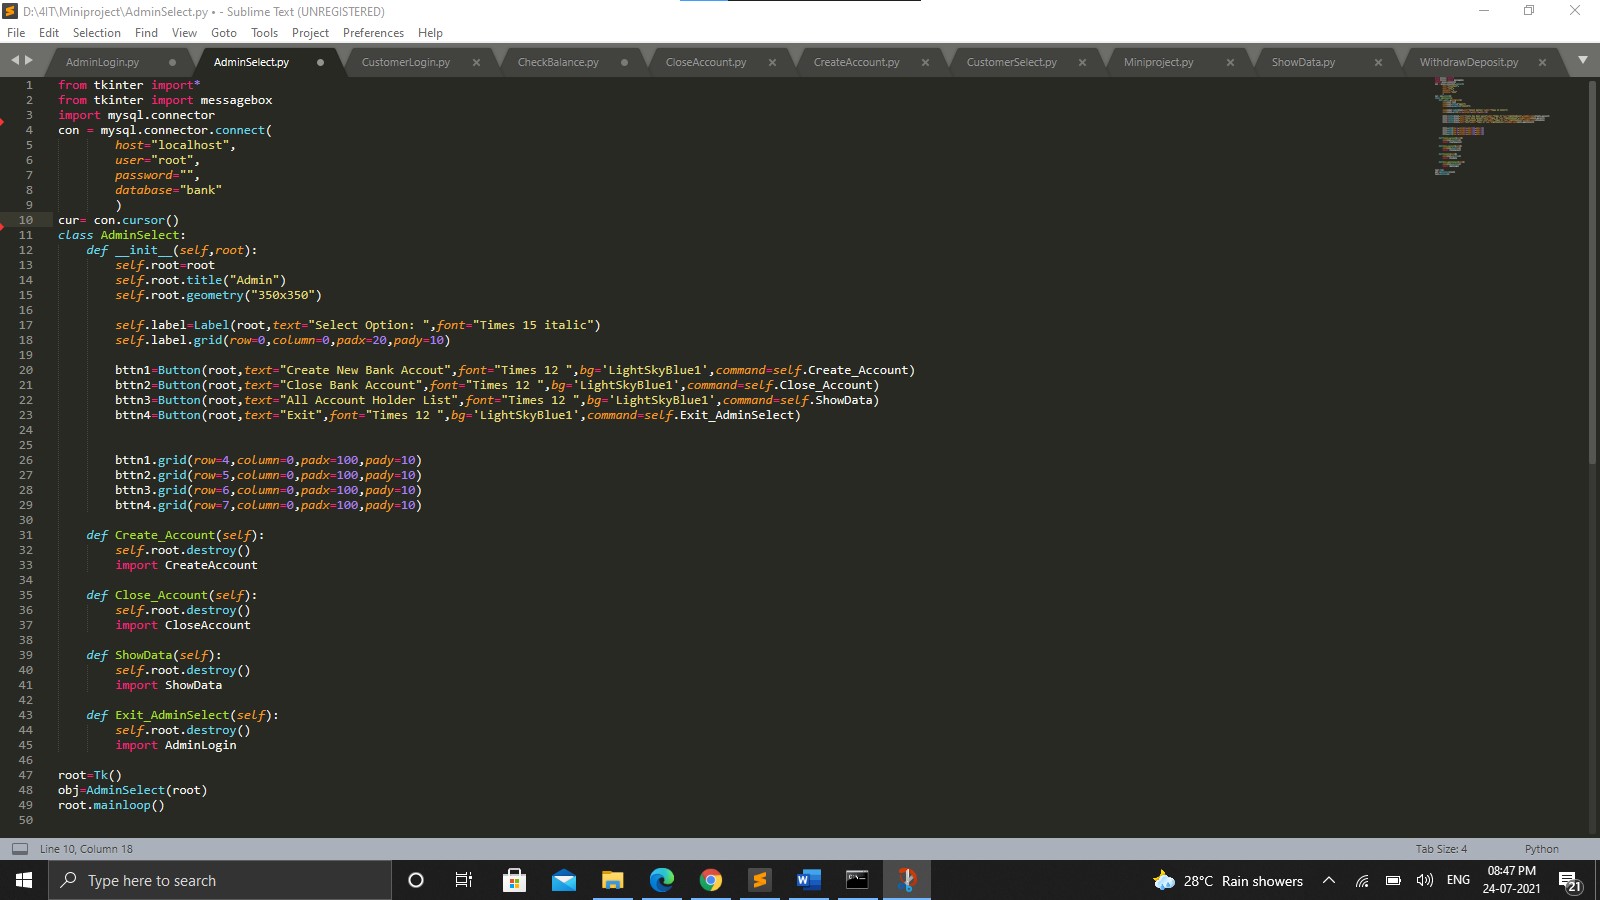 D:\4IT\Miniproject\AdminSelect.py • - Sublime Text (UNREGISTERED)
File Edit Selection Find View Goto Tools Project Preferences Help
AdminLogin.py AdminSelect.py CustomerLogin.py CheckBalance.py CloseAccount.py CreateAccount.py CustomerSelect.py Miniproject.py ShowData.py WithdrawDeposit.py
1 from tkinter import*
2 from tkinter import messagebox
3 import mysql.connector
4 con = mysql.connector.connect(
5         host="localhost",
6         user="root",
7         password="",
8         database="bank"
9         )
10 cur= con.cursor()
11 class AdminSelect:
12     def __init__(self,root):
13         self.root=root
14         self.root.title("Admin")
15         self.root.geometry("350x350")
16
17         self.label=Label(root,text="Select Option: ",font="Times 15 italic")
18         self.label.grid(row=0,column=0,padx=20,pady=10)
19
20         bttn1=Button(root,text="Create New Bank Accout",font="Times 12 ",bg='LightSkyBlue1',command=self.Create_Account)
21         bttn2=Button(root,text="Close Bank Account",font="Times 12 ",bg='LightSkyBlue1',command=self.Close_Account)
22         bttn3=Button(root,text="All Account Holder List",font="Times 12 ",bg='LightSkyBlue1',command=self.ShowData)
23         bttn4=Button(root,text="Exit",font="Times 12 ",bg='LightSkyBlue1',command=self.Exit_AdminSelect)
24
25
26         bttn1.grid(row=4,column=0,padx=100,pady=10)
27         bttn2.grid(row=5,column=0,padx=100,pady=10)
28         bttn3.grid(row=6,column=0,padx=100,pady=10)
29         bttn4.grid(row=7,column=0,padx=100,pady=10)
30
31     def Create_Account(self):
32         self.root.destroy()
33         import CreateAccount
34
35     def Close_Account(self):
36         self.root.destroy()
37         import CloseAccount
38
39     def ShowData(self):
40         self.root.destroy()
41         import ShowData
42
43     def Exit_AdminSelect(self):
44         self.root.destroy()
45         import AdminLogin
46
47 root=Tk()
48 obj=AdminSelect(root)
49 root.mainloop()
50
Line 10, Column 18 Tab Size: 4 Python
Type here to search 28°C Rain showers ENG 08:47 PM
24-07-2021 21